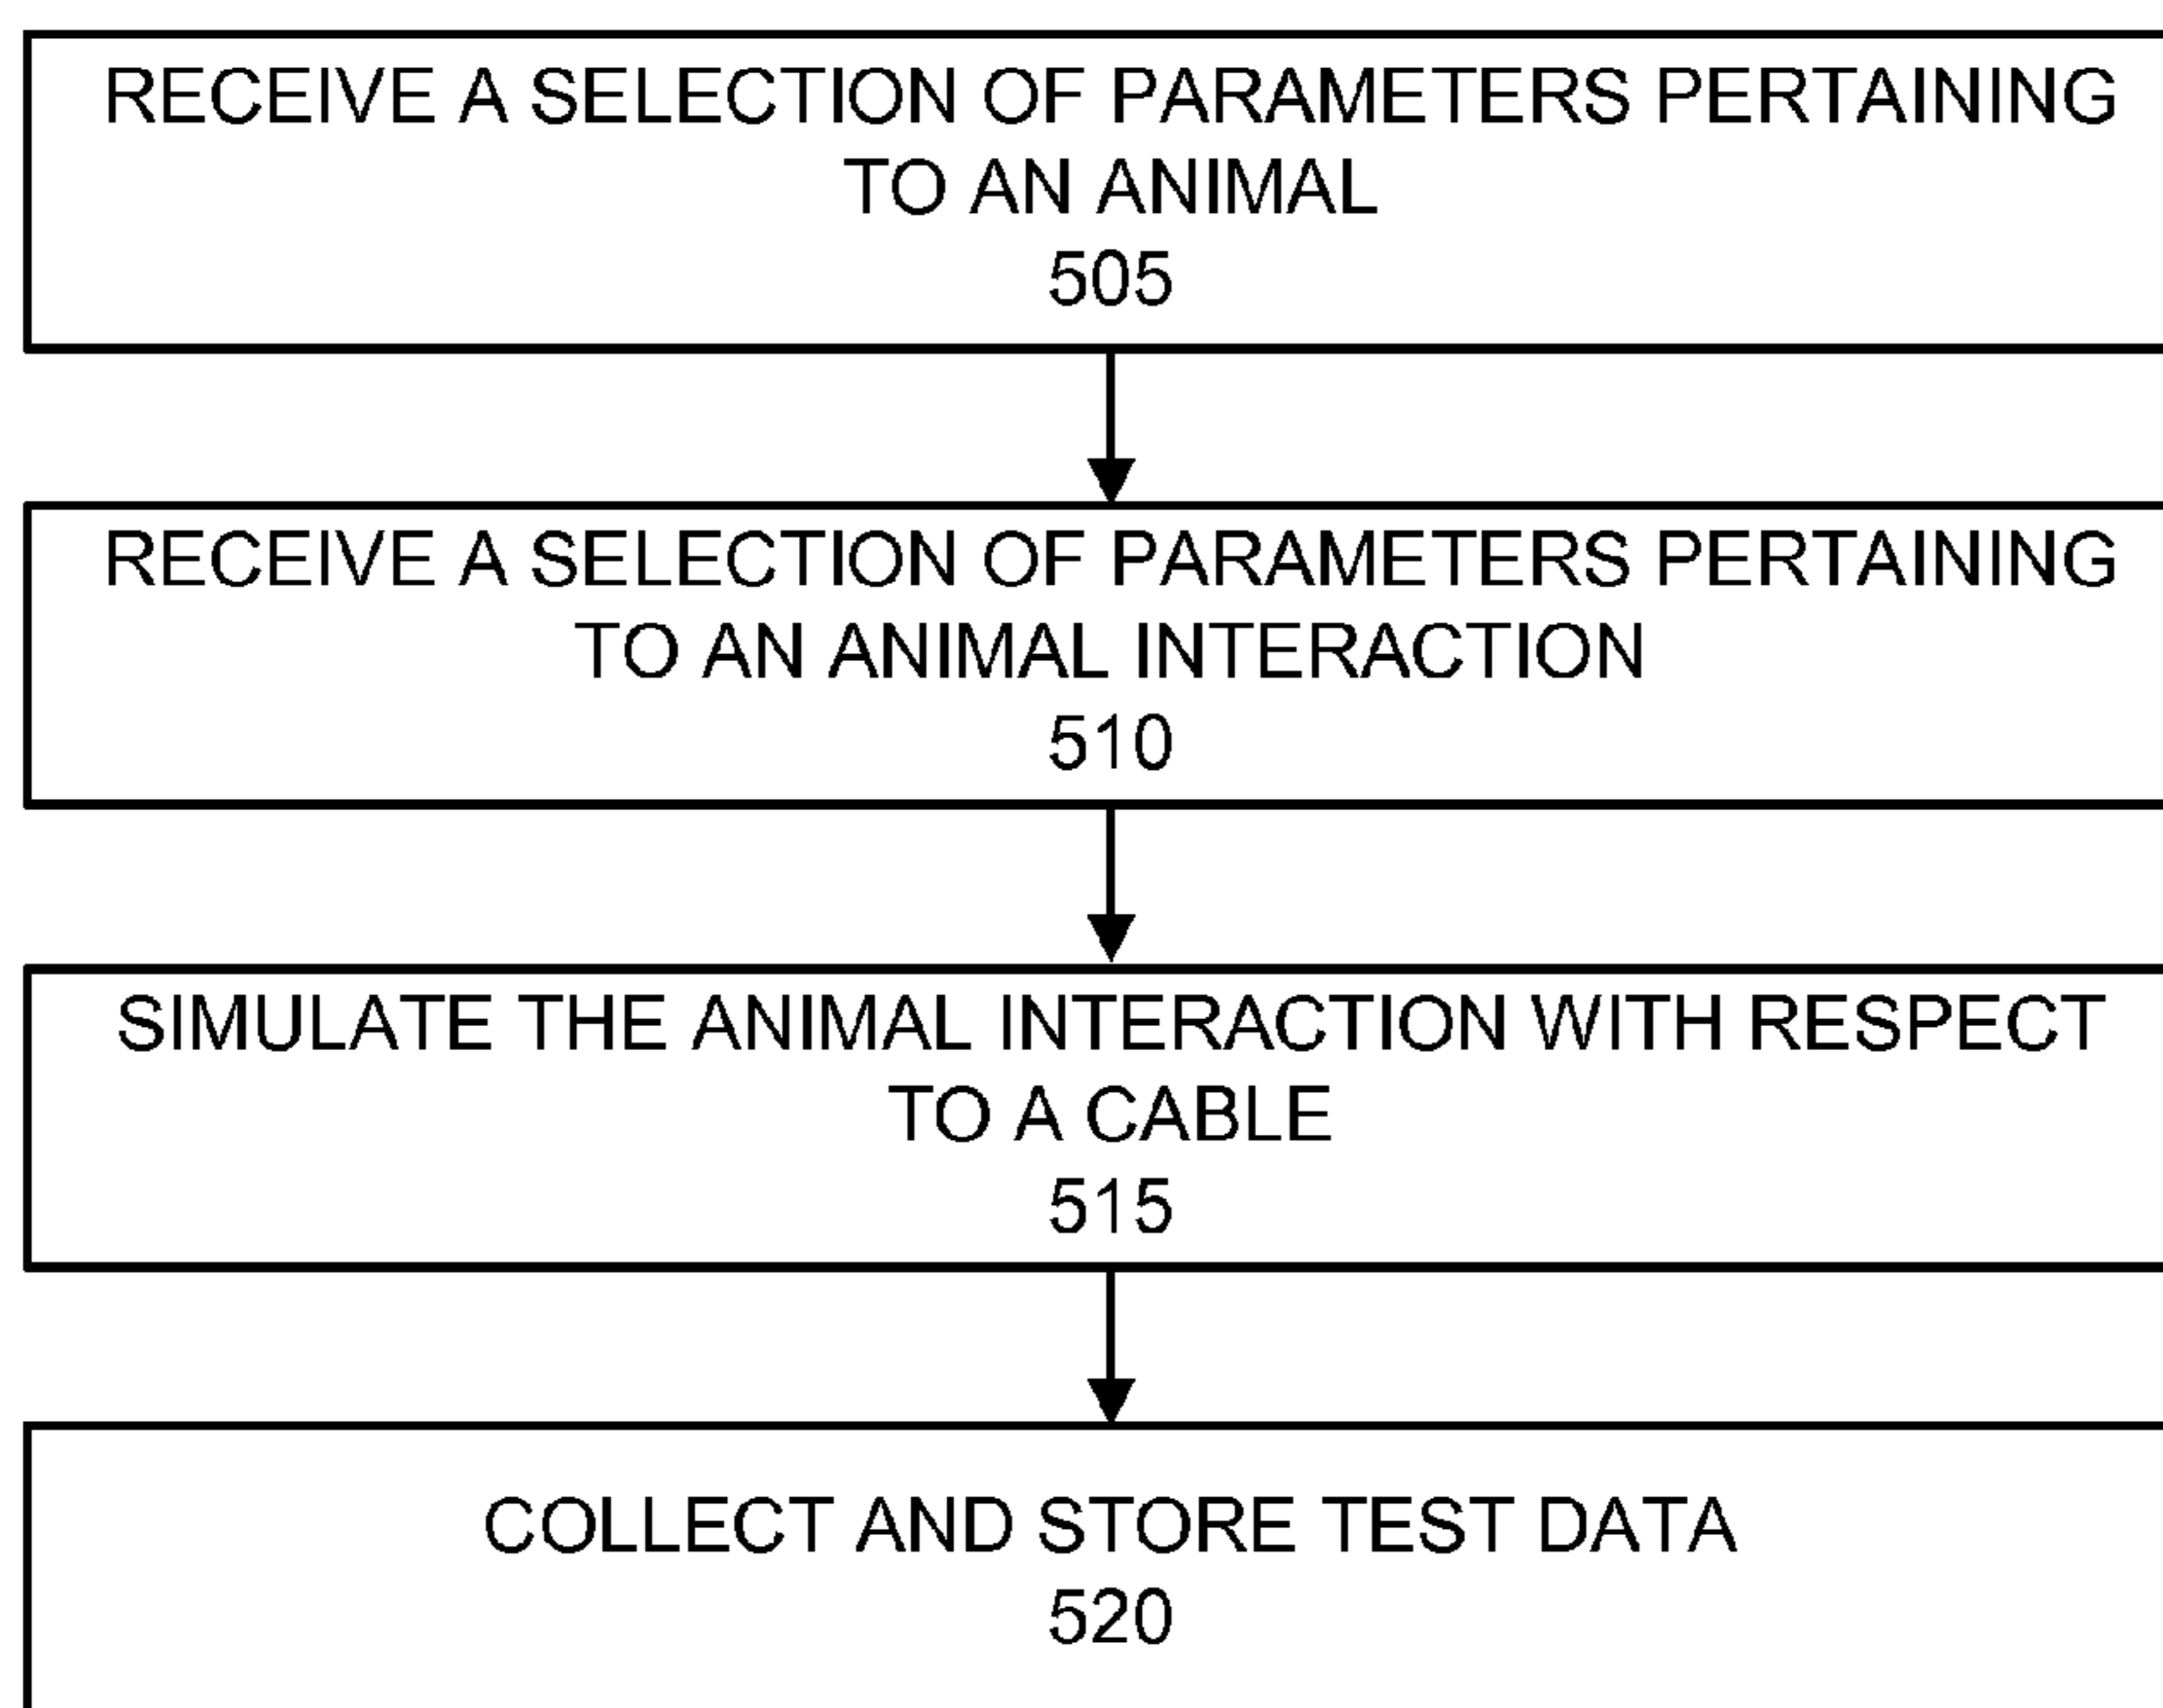 RECEIVE A SELECTION OF PARAMETERS PERTAINING
TO AN ANIMAL
505
RECEIVE A SELECTION OF PARAMETERS PERTAINING
TO AN ANIMAL INTERACTION
510
SIMULATE THE ANIMAL INTERACTION WITH RESPECT
TO A CABLE
515
COLLECT AND STORE TEST DATA
520